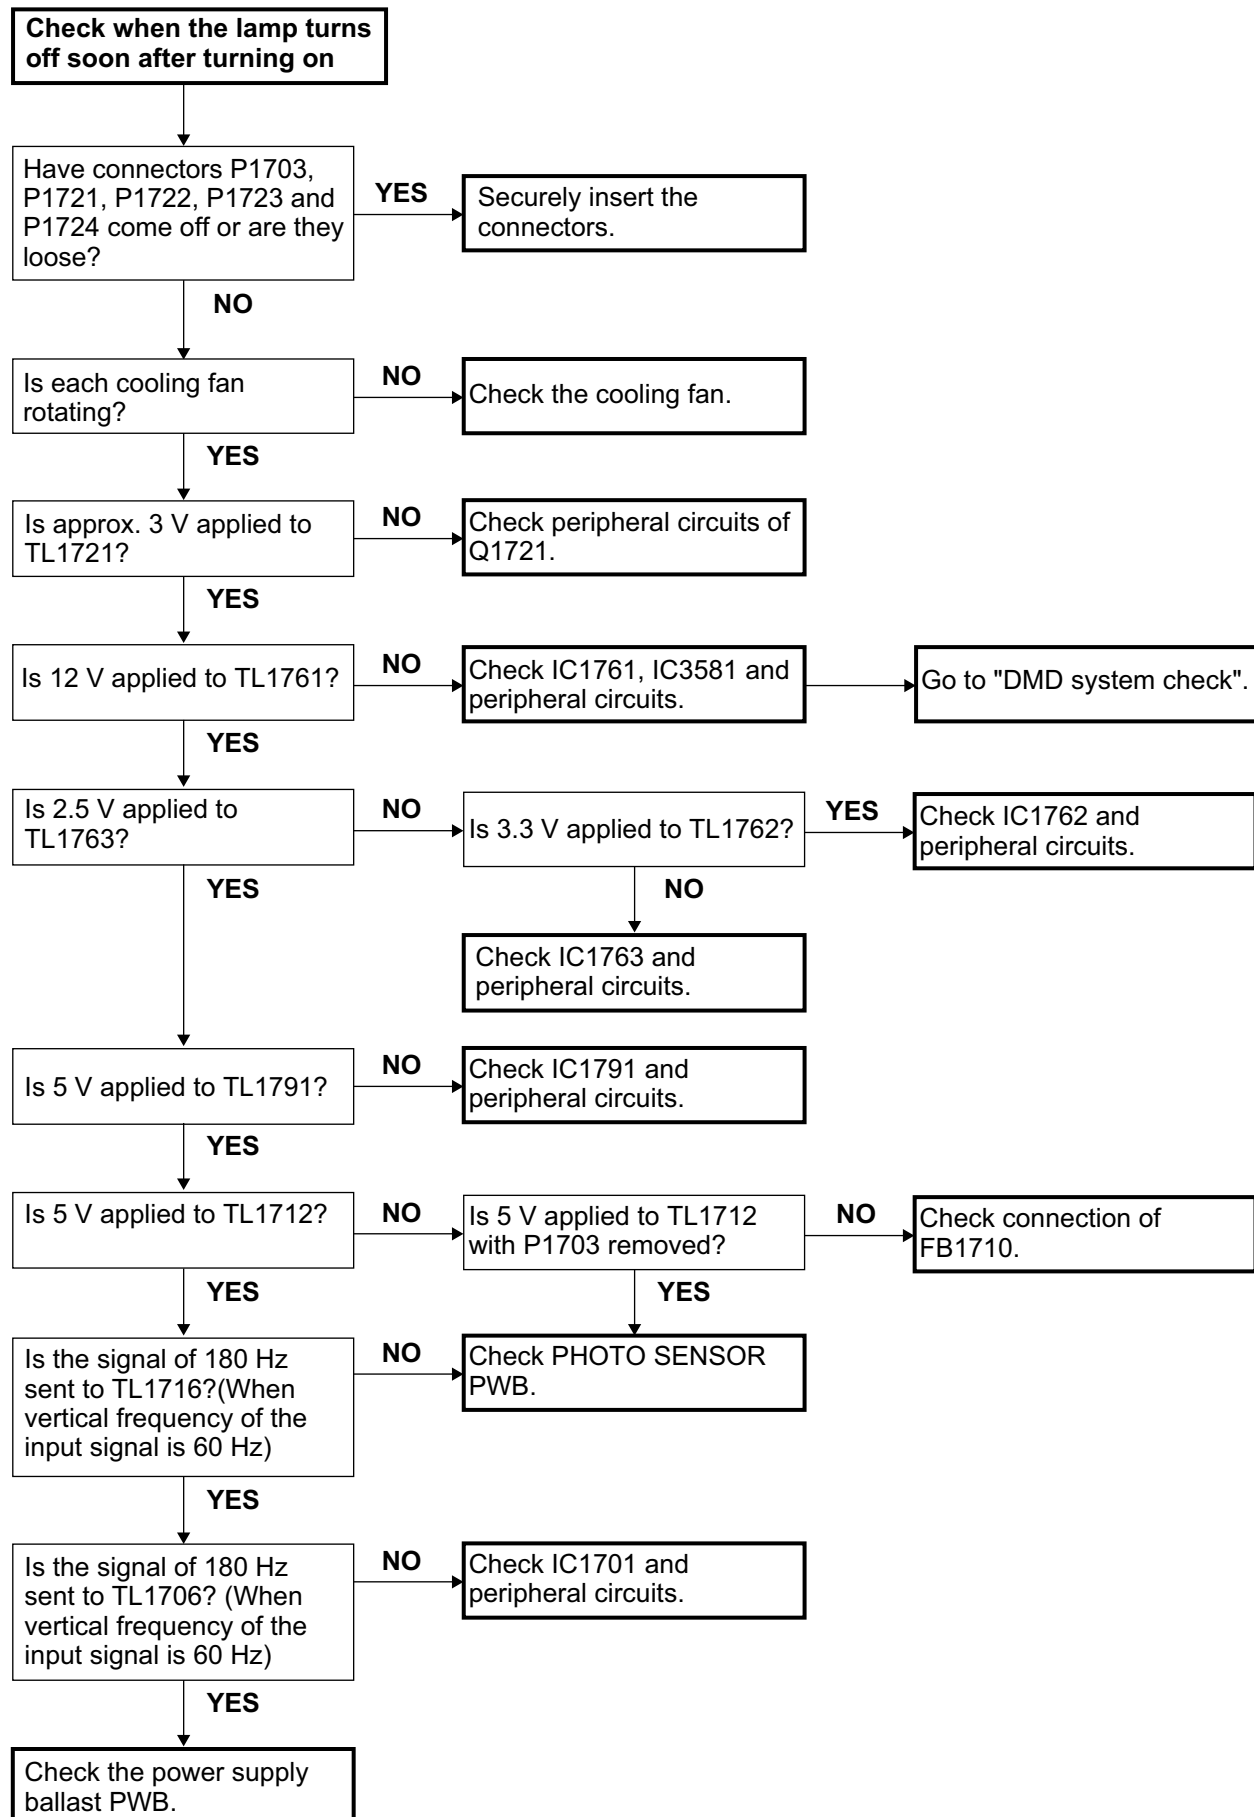 Check when the lamp turns
off soon after turning on
Have connectors P1703,
P1721, P1722, P1723 and
P1724 come off or are they
loose?
YES
Securely insert the
connectors.
NO
Is each cooling fan
rotating?
NO
Check the cooling fan.
YES
Is approx. 3 V applied to
TL1721?
NO
Check peripheral circuits of
Q1721.
YES
Is 12 V applied to TL1761?
NO
Check IC1761, IC3581 and
peripheral circuits.
Go to "DMD system check".
YES
Is 2.5 V applied to
TL1763?
NO
Is 3.3 V applied to TL1762?
YES
Check IC1762 and
peripheral circuits.
YES
NO
Check IC1763 and
peripheral circuits.
Is 5 V applied to TL1791?
NO
Check IC1791 and
peripheral circuits.
YES
Is 5 V applied to TL1712?
NO
Is 5 V applied to TL1712
with P1703 removed?
NO
Check connection of
FB1710.
YES
YES
Is the signal of 180 Hz
sent to TL1716?(When
vertical frequency of the
input signal is 60 Hz)
NO
Check PHOTO SENSOR
PWB.
YES
Is the signal of 180 Hz
sent to TL1706? (When
vertical frequency of the
input signal is 60 Hz)
NO
Check IC1701 and
peripheral circuits.
YES
Check the power supply
ballast PWB.